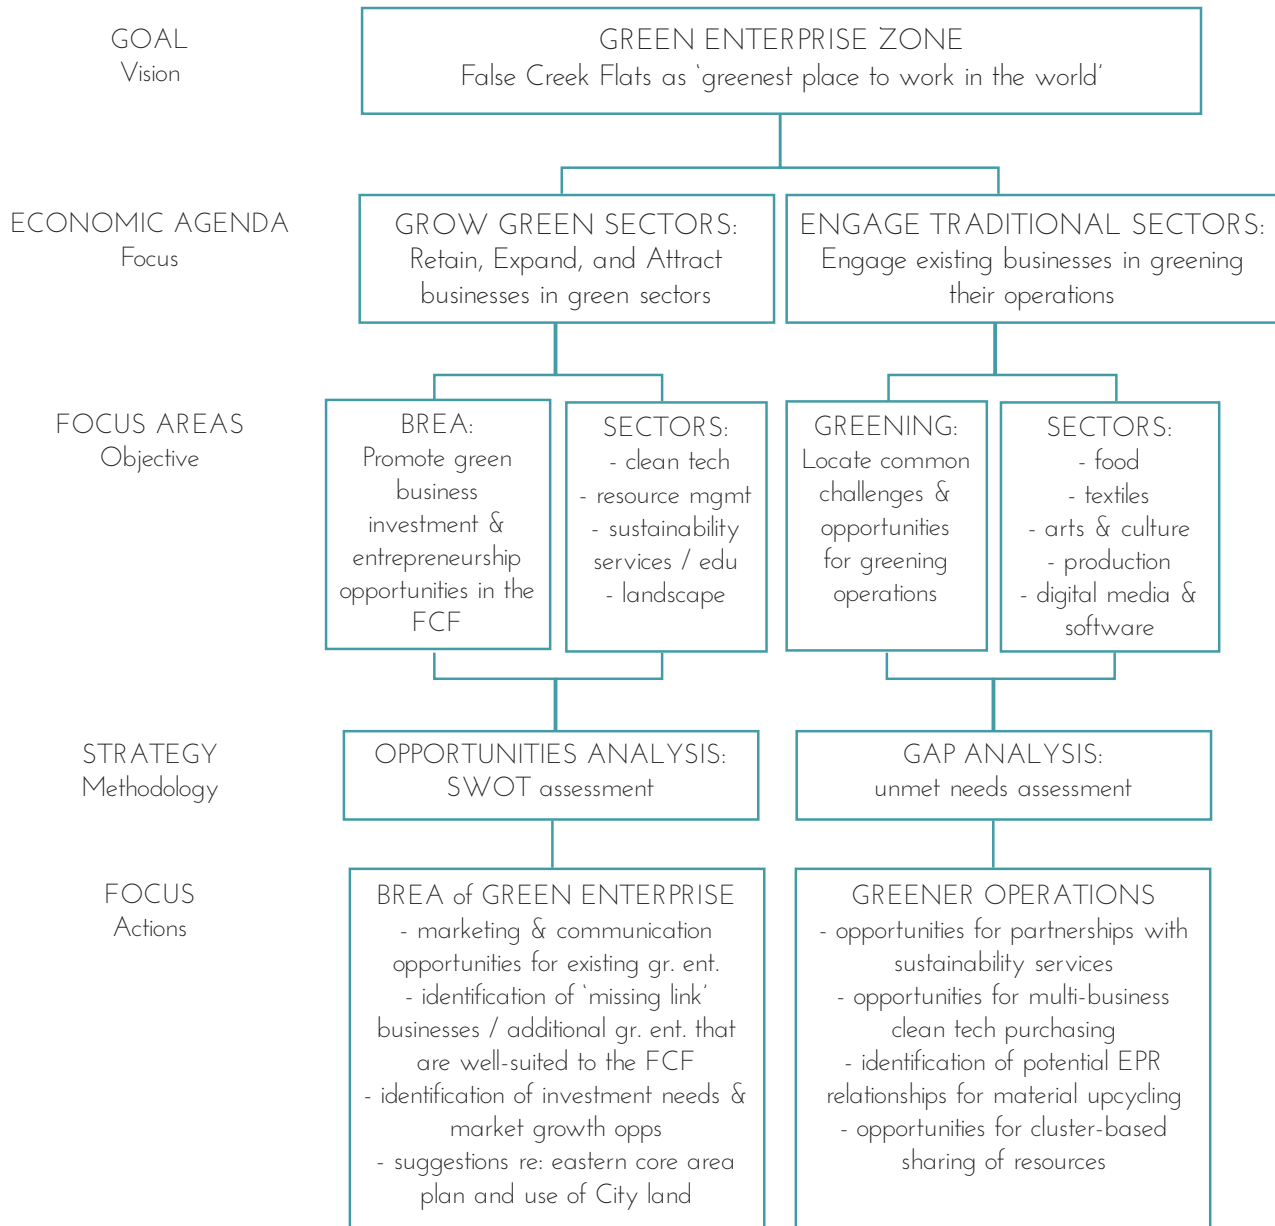 GOAL
Vision
GREEN ENTERPRISE ZONE
False Creek Flats as ‘greenest place to work in the world’
ECONOMIC AGENDA
Focus
GROW GREEN SECTORS:
Retain, Expand, and Attract
businesses in green sectors
ENGAGE TRADITIONAL SECTORS:
Engage existing businesses in greening
their operations
FOCUS AREAS
Objective
BREA:
Promote green
business
investment &
entrepreneurship
opportunities in the
FCF
SECTORS:
- clean tech
- resource mgmt
- sustainability
services / edu
- landscape
GREENING:
Locate common
challenges &
opportunities
for greening
operations
SECTORS:
- food
- textiles
- arts & culture
- production
- digital media &
software
STRATEGY
Methodology
OPPORTUNITIES ANALYSIS:
SWOT assessment
GAP ANALYSIS:
unmet needs assessment
FOCUS
Actions
BREA of GREEN ENTERPRISE
- marketing & communication
opportunities for existing gr. ent.
- identification of ‘missing link’
businesses / additional gr. ent. that
are well-suited to the FCF
- identification of investment needs &
market growth opps
- suggestions re: eastern core area
plan and use of City land
GREENER OPERATIONS
- opportunities for partnerships with
sustainability services
- opportunities for multi-business
clean tech purchasing
- identification of potential EPR
relationships for material upcycling
- opportunities for cluster-based
sharing of resources